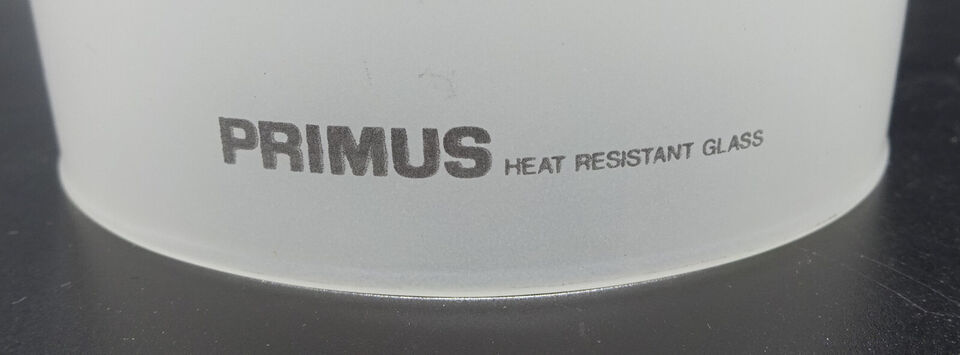 PRIMUS HEAT RESISTANT GLASS